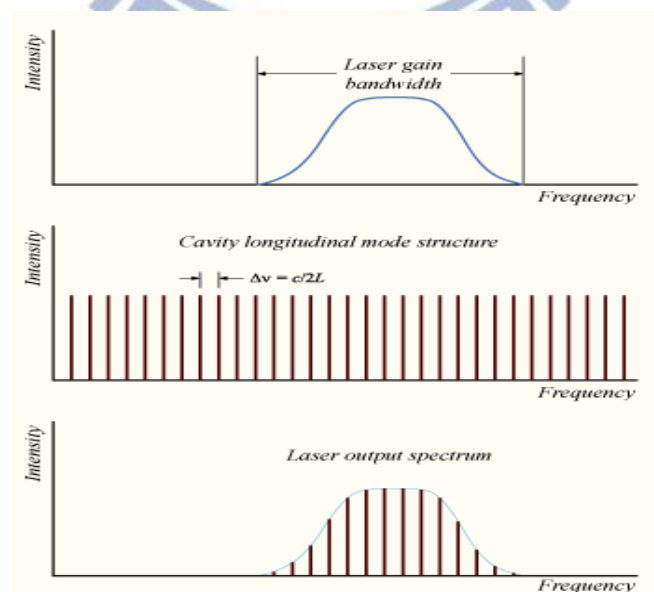 Intensity
Laser gain
bandwidth
Frequency
Intensity
Cavity longitudinal mode structure
Δν = c/2L
Frequency
Intensity
Laser output spectrum
Frequency